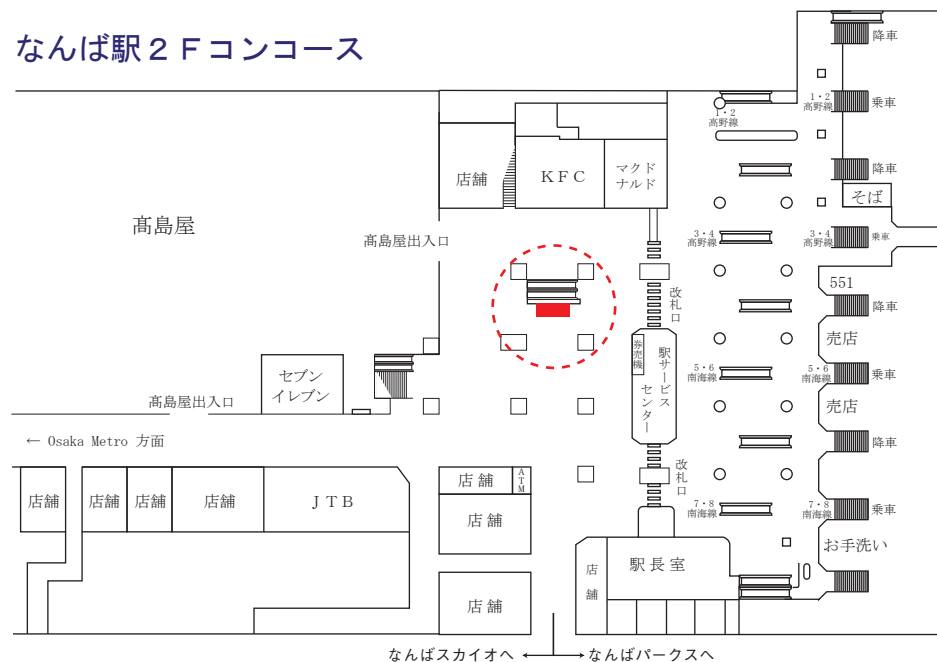 なんば駅２Ｆコンコース
降車
1・2
高野線
乗車
1・2
高野線
降車
そば
店舗
ＫＦＣ
マクド
ナルド
髙島屋
髙島屋出入口
3・4
高野線
3・4
高野線
乗車
551
降車
改札口
売店
券売機
駅サービス
センター
5・6
南海線
5・6
南海線
乗車
売店
セブン
イレブン
髙島屋出入口
← Osaka Metro 方面
降車
店舗
店舗
店舗
店舗
ＪＴＢ
店舗
ATM
改札口
店舗
7・8
南海線
7・8
南海線
乗車
お手洗い
駅長室
店舗
店舗
なんばスカイオへ
なんばパークスへ